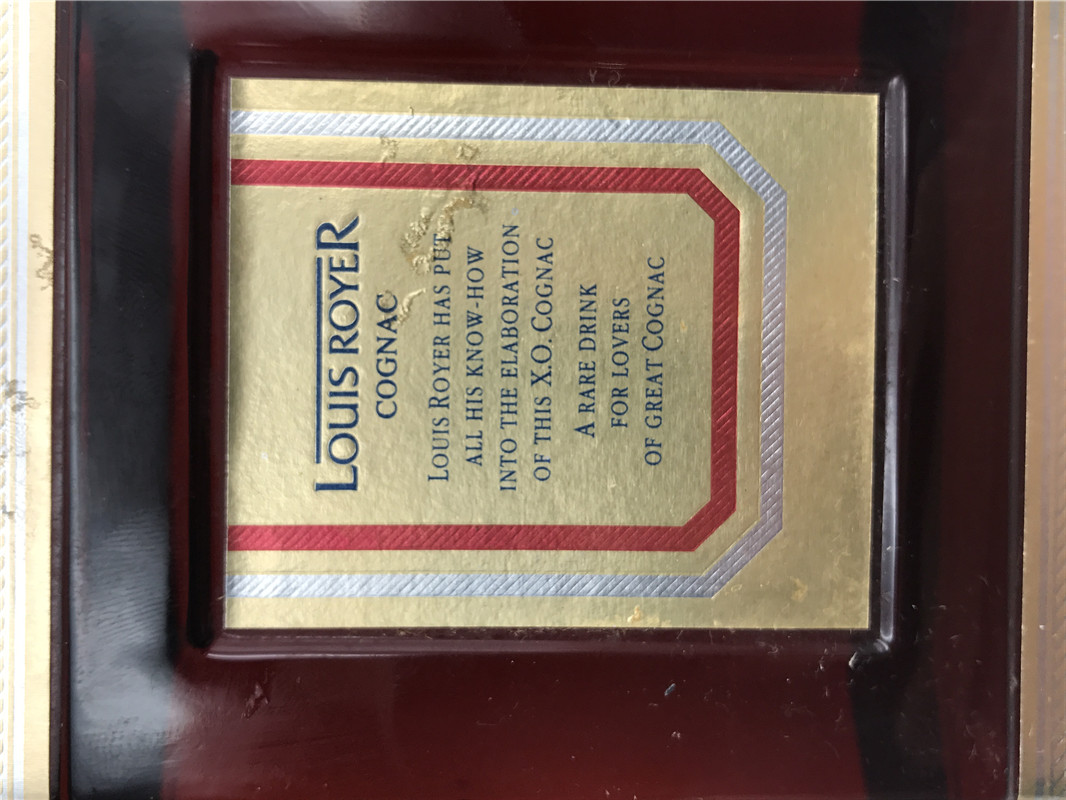 LOUIS ROYER
COGNAC
LOUIS ROYER HAS PUT
ALL HIS KNOW-HOW
INTO THE ELABORATION
OF THIS X.O. COGNAC
A RARE DRINK
FOR LOVERS
OF GREAT COGNAC